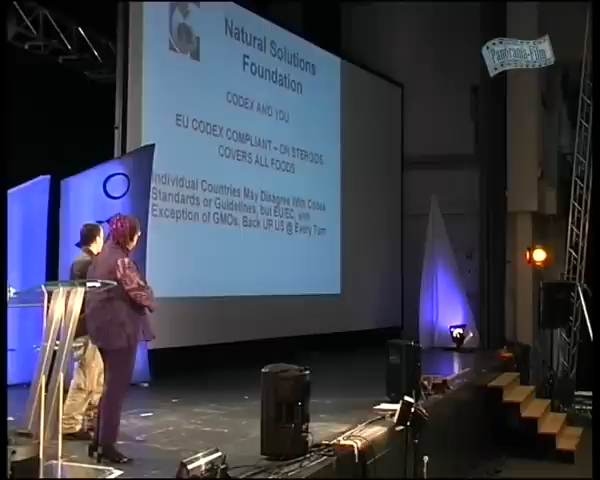 Natural Solutions
Foundation
CODEX AND YOU
EU CODEX COMPLIANT – ON STEROIDS
COVERS ALL FOODS
Individual Countries May Disagree With Codex
Standards or Guidelines, but EU/EC, with
Exception of GMOs, Back UP US @ Every Turn
Panorama-Film